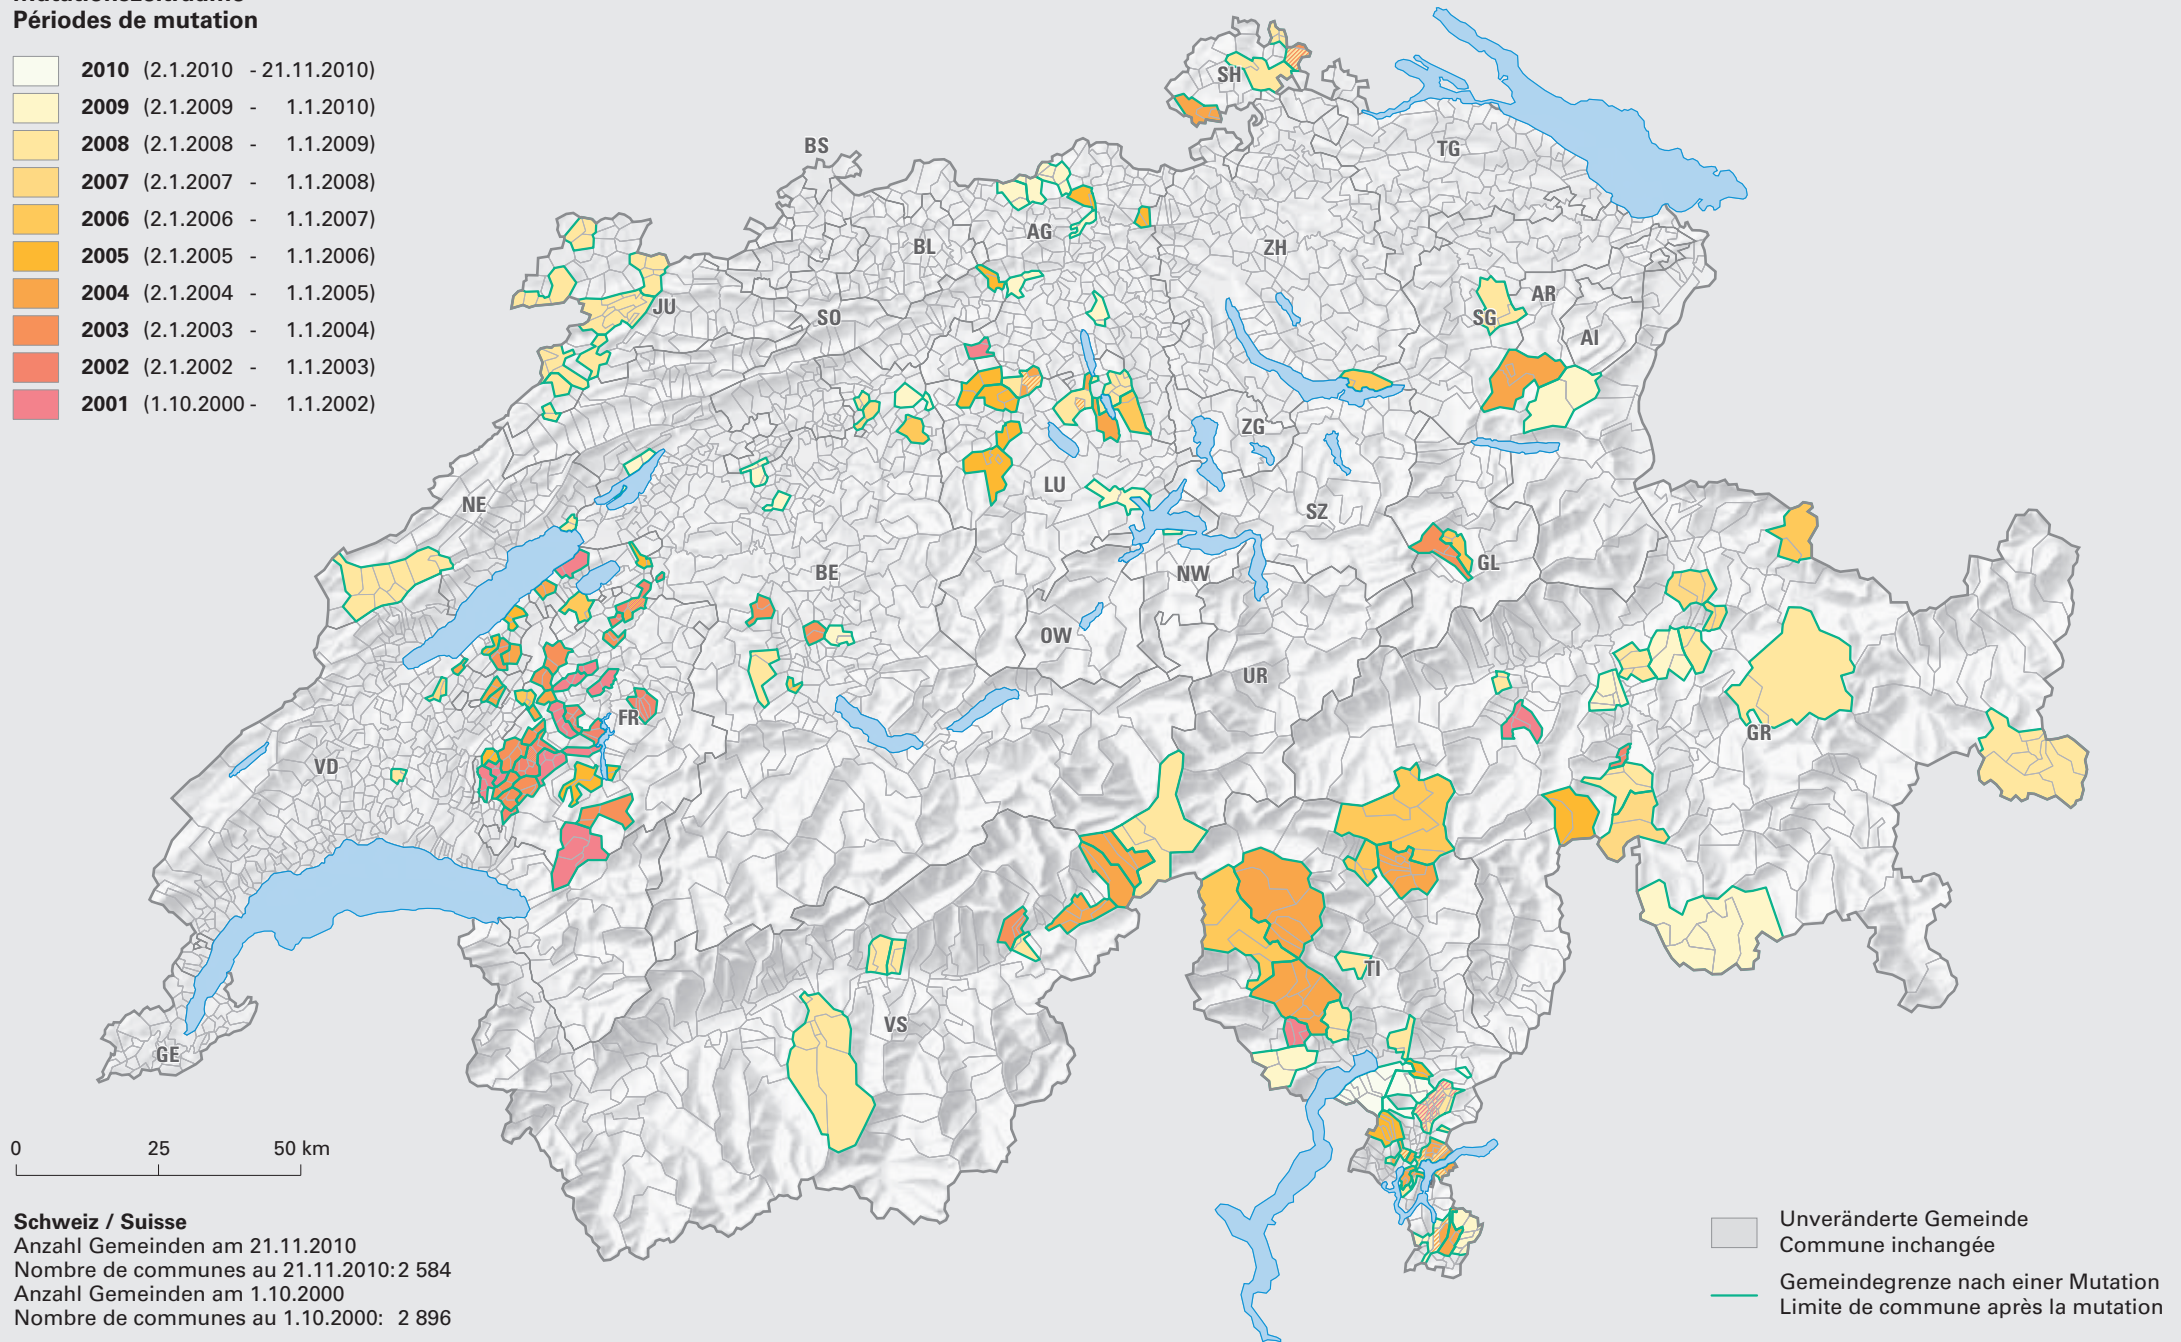 Périodes de mutation
2010 (2.1.2010 - 21.11.2010)
2009 (2.1.2009 - 1.1.2010)
2008 (2.1.2008 - 1.1.2009)
2007 (2.1.2007 - 1.1.2008)
2006 (2.1.2006 - 1.1.2007)
2005 (2.1.2005 - 1.1.2006)
2004 (2.1.2004 - 1.1.2005)
2003 (2.1.2003 - 1.1.2004)
2002 (2.1.2002 - 1.1.2003)
2001 (1.10.2000 - 1.1.2002)
SH
BS
TG
BL
AG
ZH
JU
SO
AR
SG
AI
ZG
NE
LU
SZ
BE
NW
GL
OW
UR
FR
GR
VD
TI
VS
GE
0 25 50 km
Schweiz / Suisse
Anzahl Gemeinden am 21.11.2010
Nombre de communes au 21.11.2010: 2 584
Anzahl Gemeinden am 1.10.2000
Nombre de communes au 1.10.2000: 2 896
Unveränderte Gemeinde
Commune inchangée
Gemeindegrenze nach einer Mutation
Limite de commune après la mutation